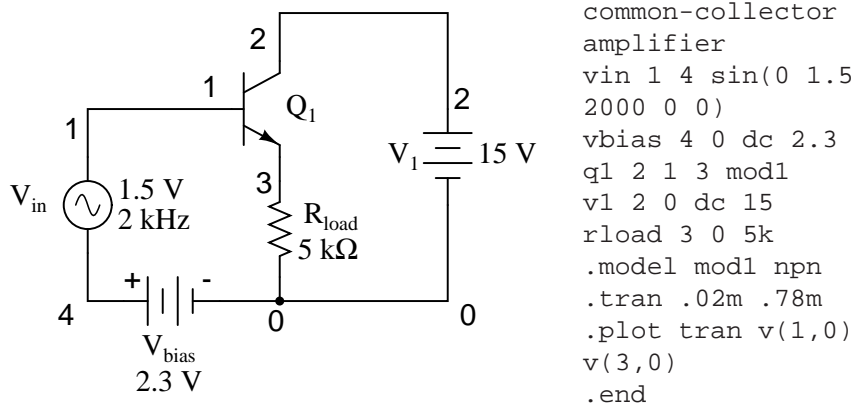 2
1
Q1
1
2
V1
15 V
3
Vin
1.5 V
2 kHz
Rload
5 kΩ
+
-
4
0
0
Vbias
2.3 V
common-collector
amplifier
vin 1 4 sin(0 1.5
2000 0 0)
vbias 4 0 dc 2.3
q1 2 1 3 mod1
v1 2 0 dc 15
rload 3 0 5k
.model mod1 npn
.tran .02m .78m
.plot tran v(1,0)
v(3,0)
.end